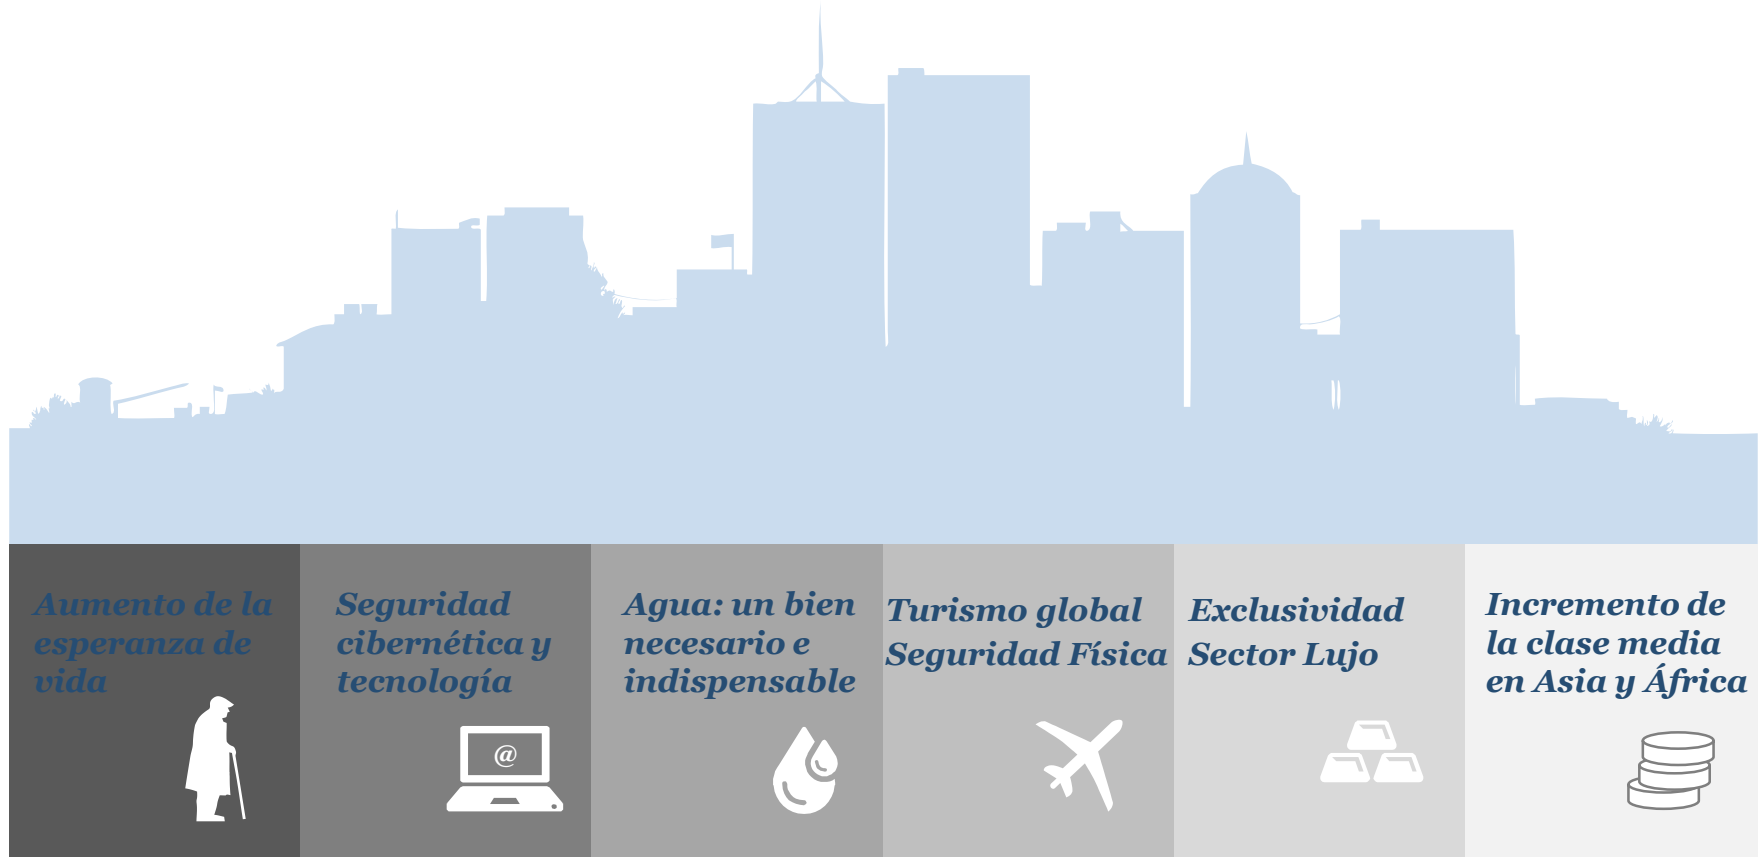 Aumento de la
esperanza de
vida
Seguridad
cibernética y
tecnología
@
Agua: un bien
necesario e
indispensable
Turismo global
Seguridad Física
Exclusividad
Sector Lujo
Incremento de
la clase media
en Asia y África